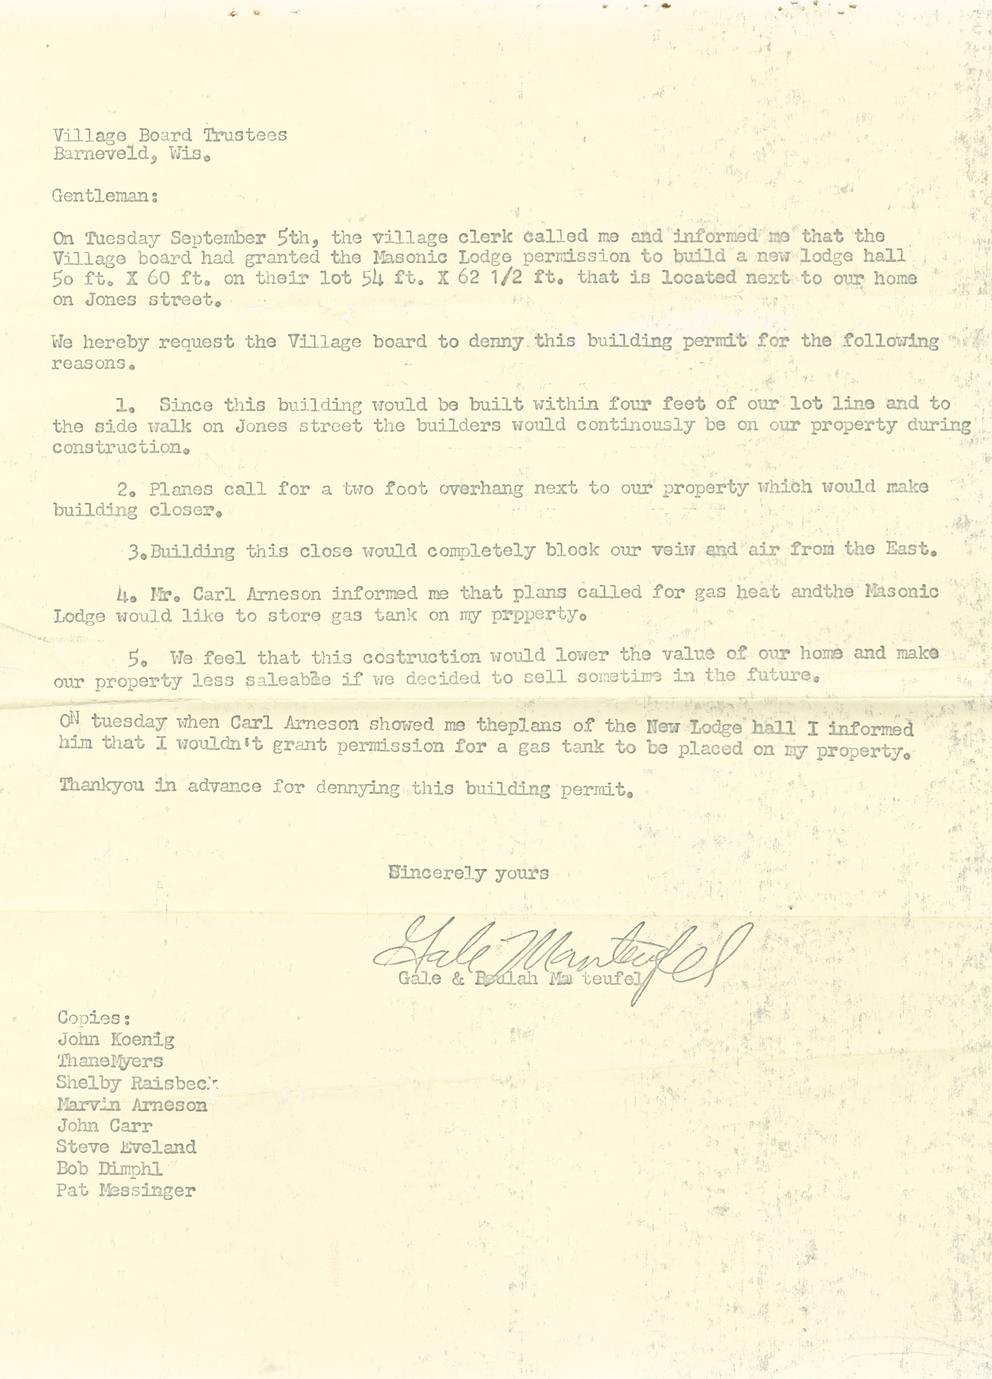 Village Board Trustees
Barneveld, Wis.
Gentleman:
On Tuesday September 5th, the village clerk called me and informed me that the
Village board had granted the Masonic Lodge permission to build a new lodge hall
5o ft. X 60 ft. on their lot 54 ft. X 62 1/2 ft. that is located next to our home
on Jones street.
We hereby request the Village board to denny this building permit for the following
reasons.
1. Since this building would be built within four feet of our lot line and to
the side walk on Jones street the builders would continously be on our property during
construction.
2. Planes call for a two foot overhang next to our property which would make
building closer.
3.Building this close would completely block our veiw and air from the East.
4. Mr. Carl Arneson informed me that plans called for gas heat andthe Masonic
Lodge would like to store gas tank on my prpperty.
5. We feel that this costruction would lower the value of our home and make
our property less saleable if we decided to sell sometime in the future.
ON tuesday when Carl Arneson showed me theplans of the New Lodge hall I informed
him that I wouldn't grant permission for a gas tank to be placed on my property.
Thankyou in advance for dennying this building permit.
Sincerely yours
Gale Manteufel
Gale & Beulah Ma teufel
Copies:
John Koenig
ThaneMyers
Shelby Raisbeck
Marvin Arneson
John Carr
Steve Eveland
Bob Dimphl
Pat Messinger